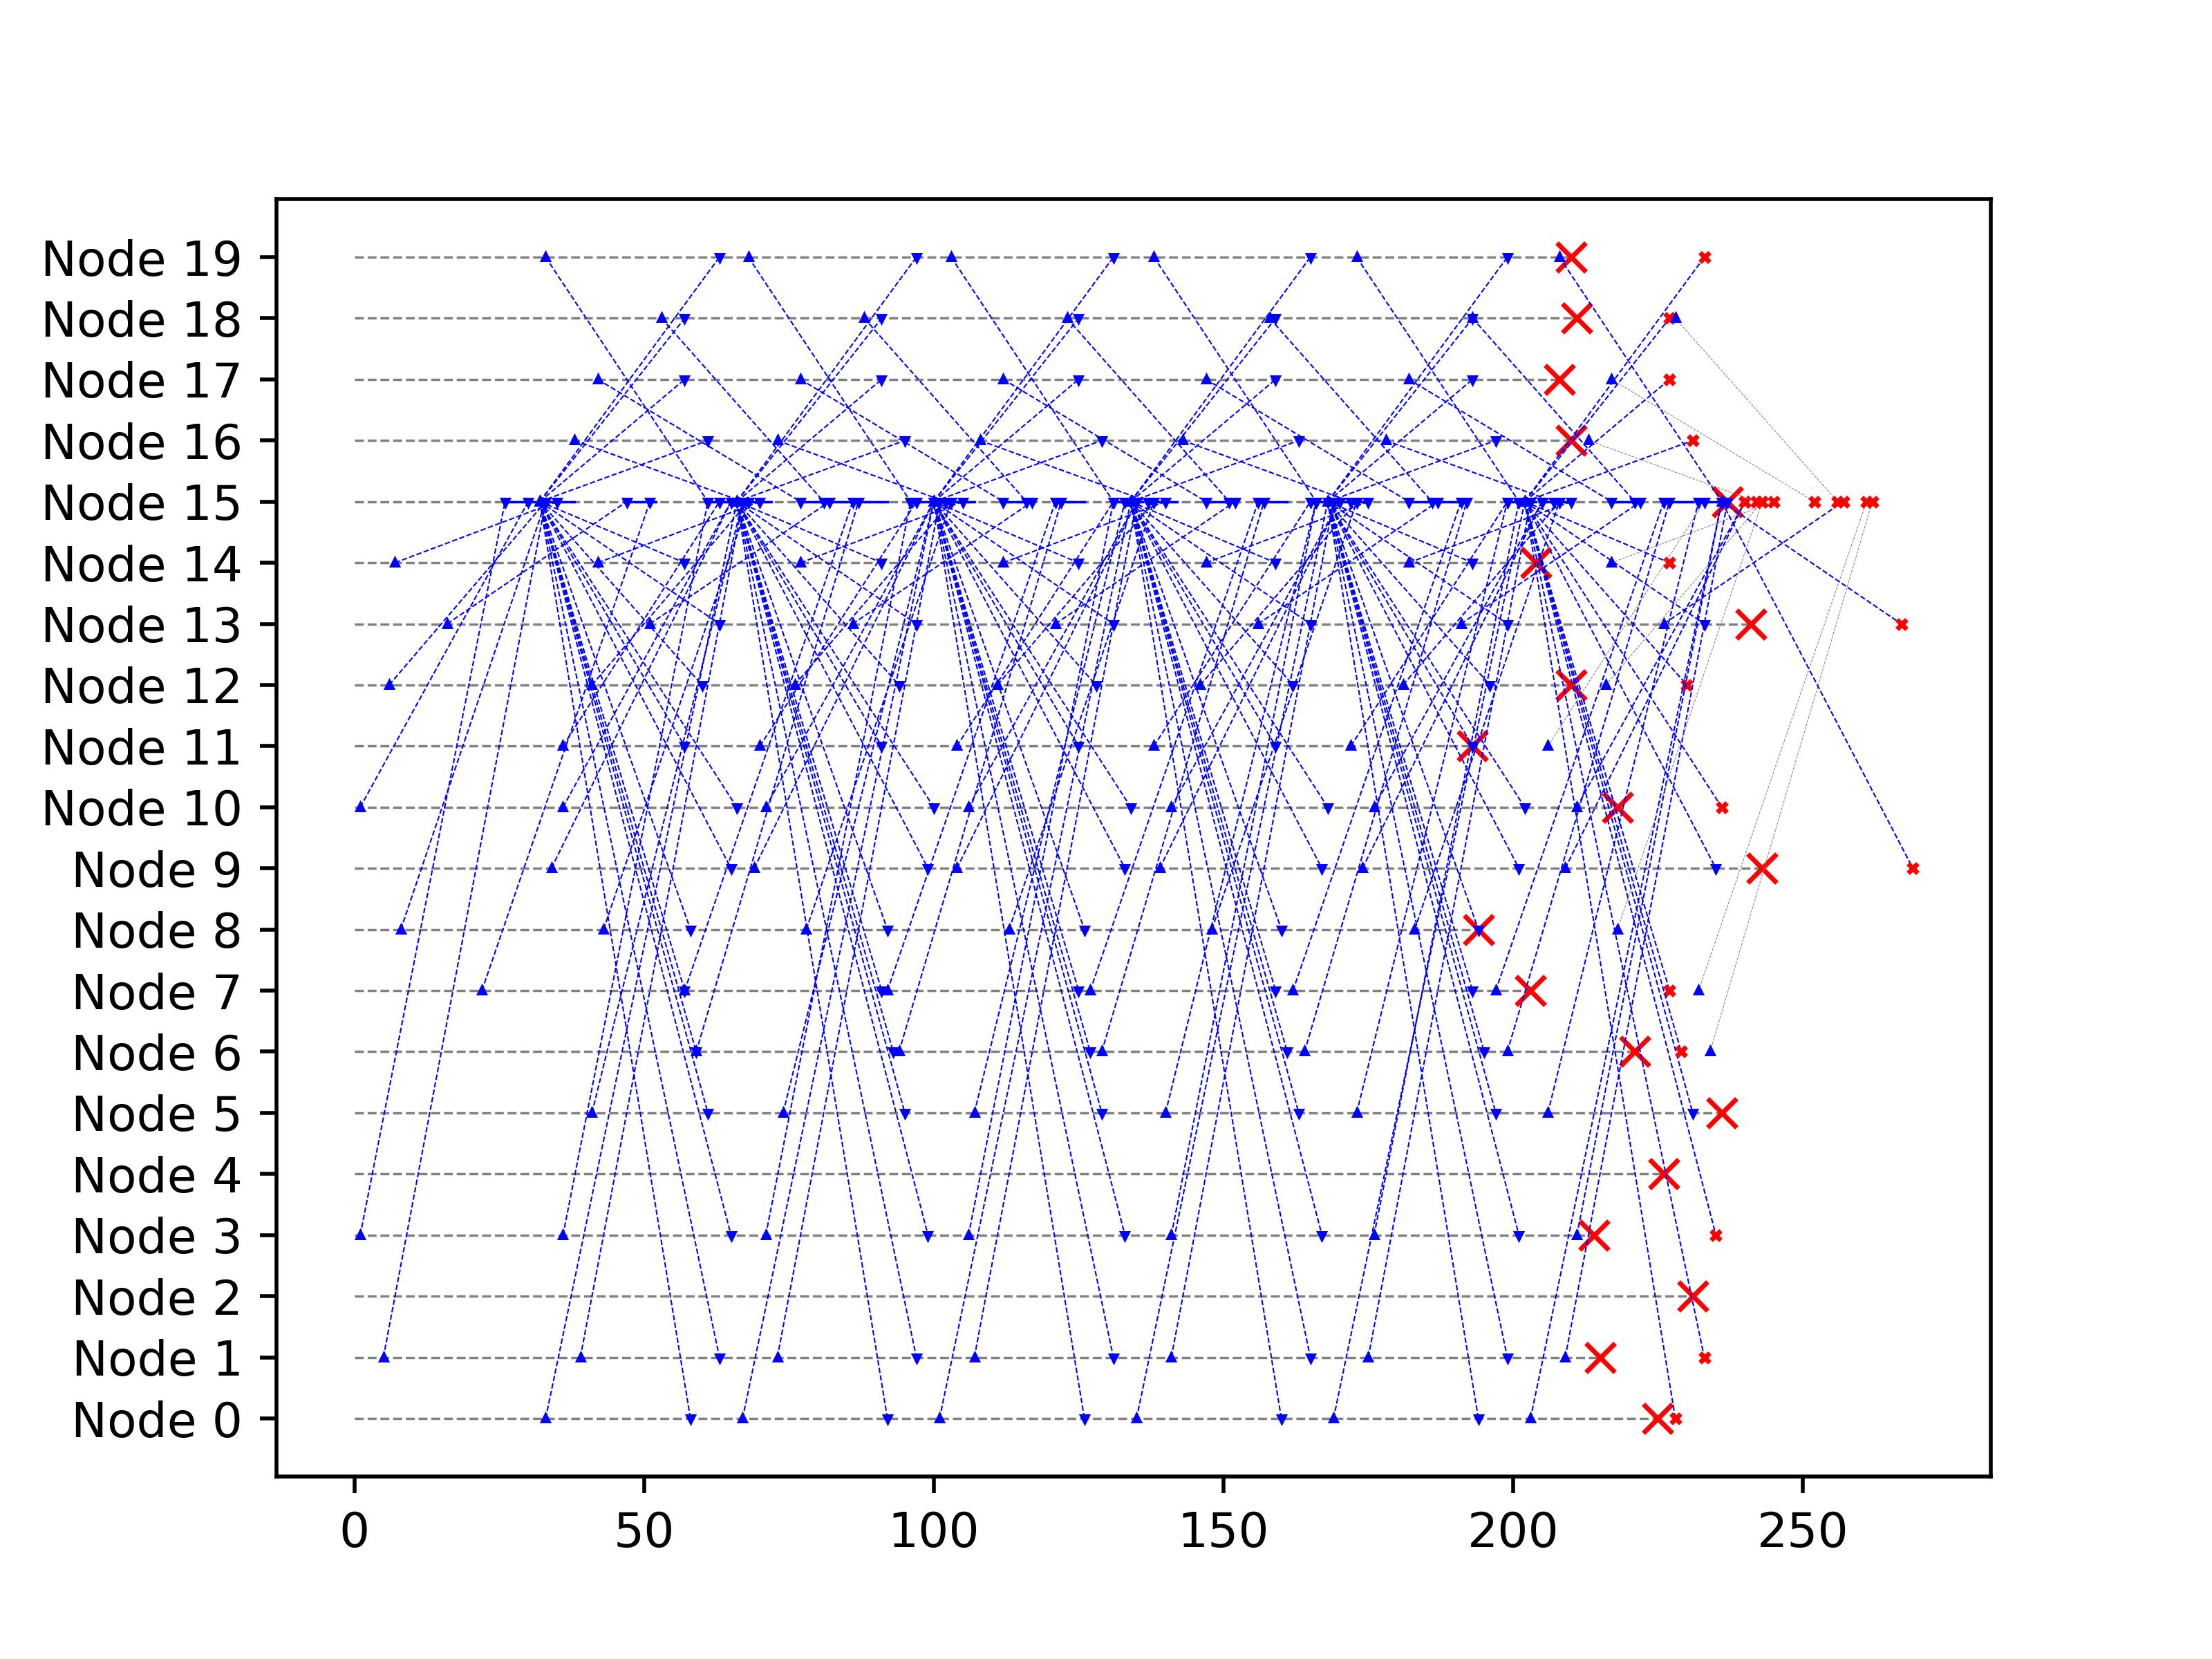 Node 19
Node 18
Node 17
Node 16
Node 15
Node 14
Node 13
Node 12
Node 11
Node 10
Node 9
Node 8
Node 7
Node 6
Node 5
Node 4
Node 3
Node 2
Node 1
Node 0
0 50 100 150 200 250